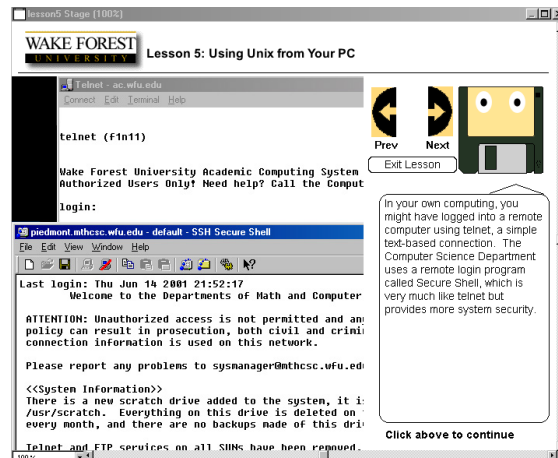 lesson5 Stage (100%)
WAKE FOREST
UNIVERSITY
Lesson 5: Using Unix from Your PC
Telnet - ac.wfu.edu
Connect Edit Terminal Help
telnet (f1n11)
Wake Forest University Academic Computing System
Authorized Users Only! Need help? Call the Comput
login:
Prev Next
Exit Lesson
In your own computing, you
might have logged into a remote
computer using telnet, a simple
text-based connection. The
Computer Science Department
uses a remote login program
called Secure Shell, which is
very much like telnet but
provides more system security.
Click above to continue
piedmont.mthcsc.wfu.edu - default - SSH Secure Shell
File Edit View Window Help
Last login: Thu Jun 14 2001 21:52:17
Welcome to the Departments of Math and Computer
ATTENTION: Unauthorized access is not permitted and any
policy can result in prosecution, both civil and crimi
connection information is used on this network.
Please report any problems to sysmanager@mthcsc.wfu.ed
<<System Information>>
There is a new scratch drive added to the system, it is
/usr/scratch. Everything on this drive is deleted on
every month, and there are no backups made of this dri
Telnet and FTP services on all SUNs have been removed.